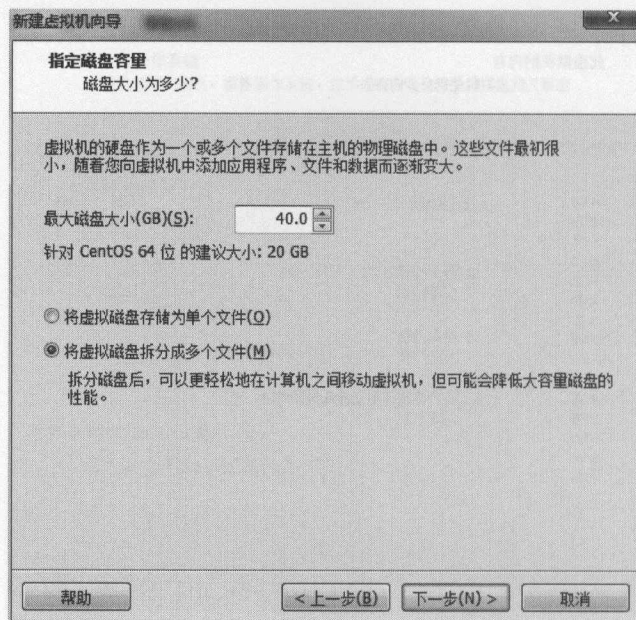 新建虚拟机向导
指定磁盘容量
磁盘大小为多少?
虚拟机的硬盘作为一个或多个文件存储在主机的物理磁盘中。这些文件最初很
小，随着您向虚拟机中添加应用程序、文件和数据而逐渐变大。
最大磁盘大小(GB)(S): 40.0
针对 CentOS 64 位 的建议大小: 20 GB
将虚拟磁盘存储为单个文件(O)
将虚拟磁盘拆分成多个文件(M)
拆分磁盘后，可以更轻松地在计算机之间移动虚拟机，但可能会降低大容量磁盘的
性能。
帮助 < 上一步(B) 下一步(N) > 取消